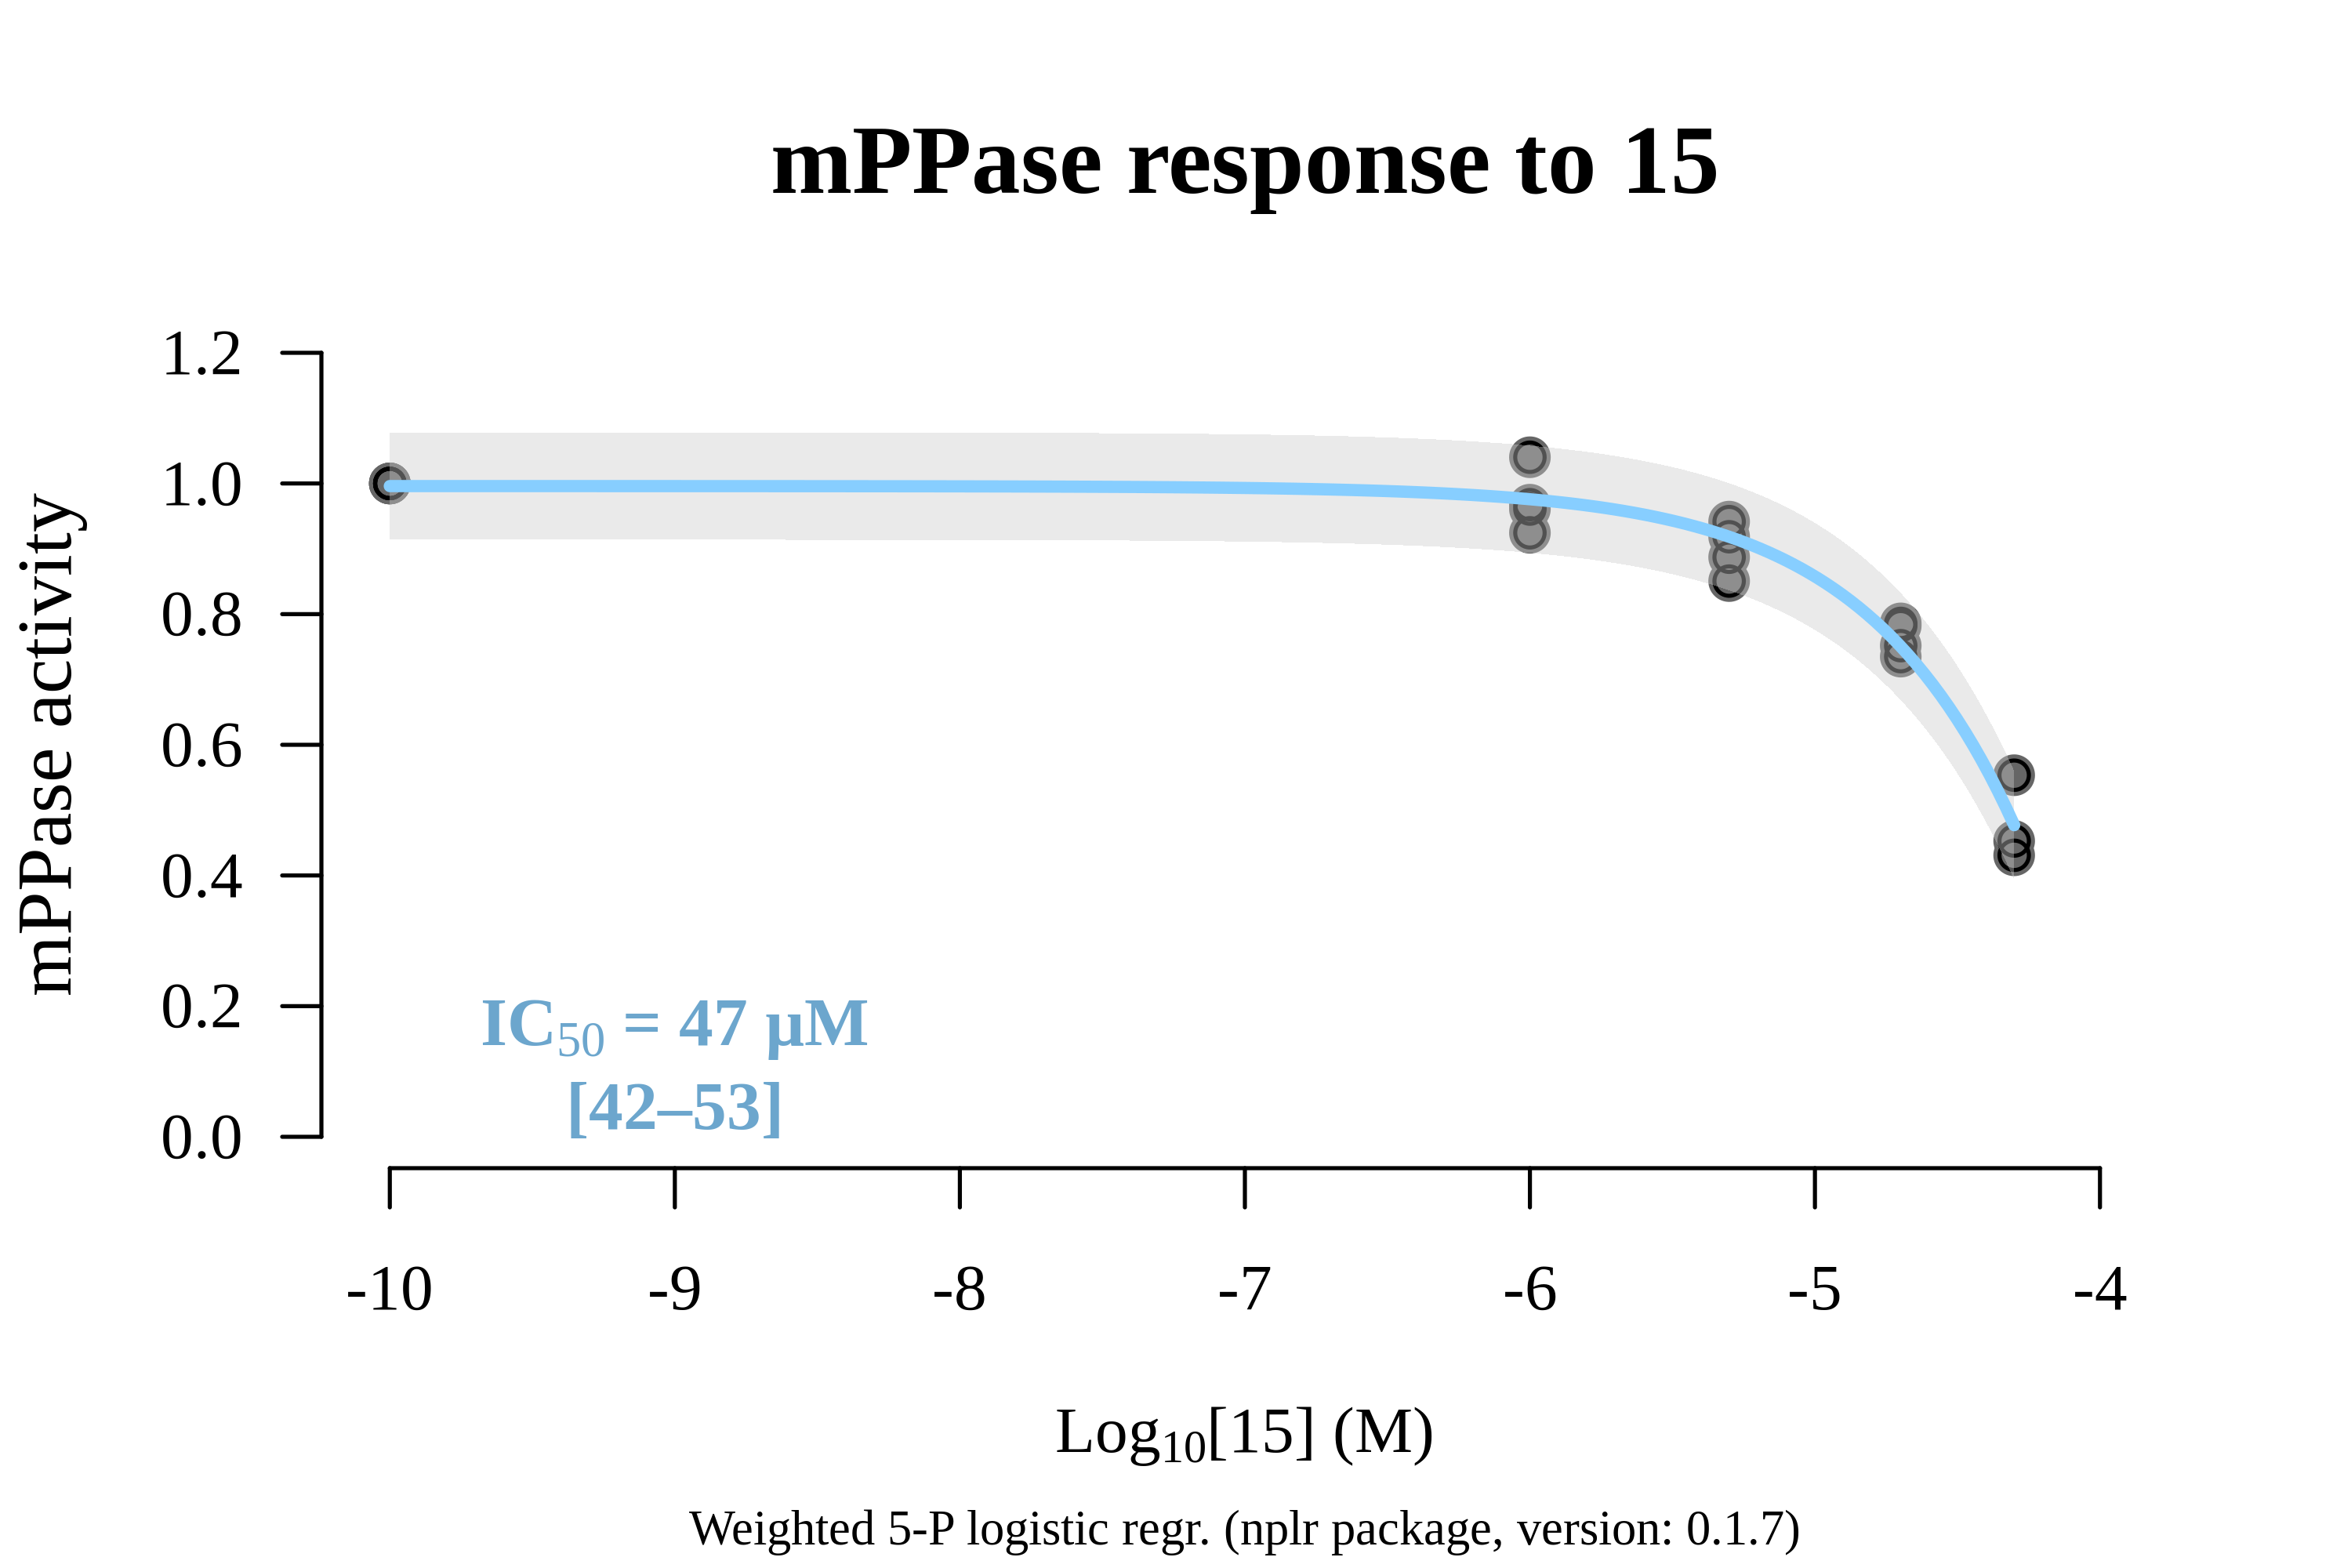 mPPase response to 15
mPPase activity
1.2
1.0
0.8
0.6
0.4
0.2
0.0
IC50 = 47 µM
[42–53]
-10 -9 -8 -7 -6 -5 -4
Log10[15] (M)
Weighted 5-P logistic regr. (nplr package, version: 0.1.7)